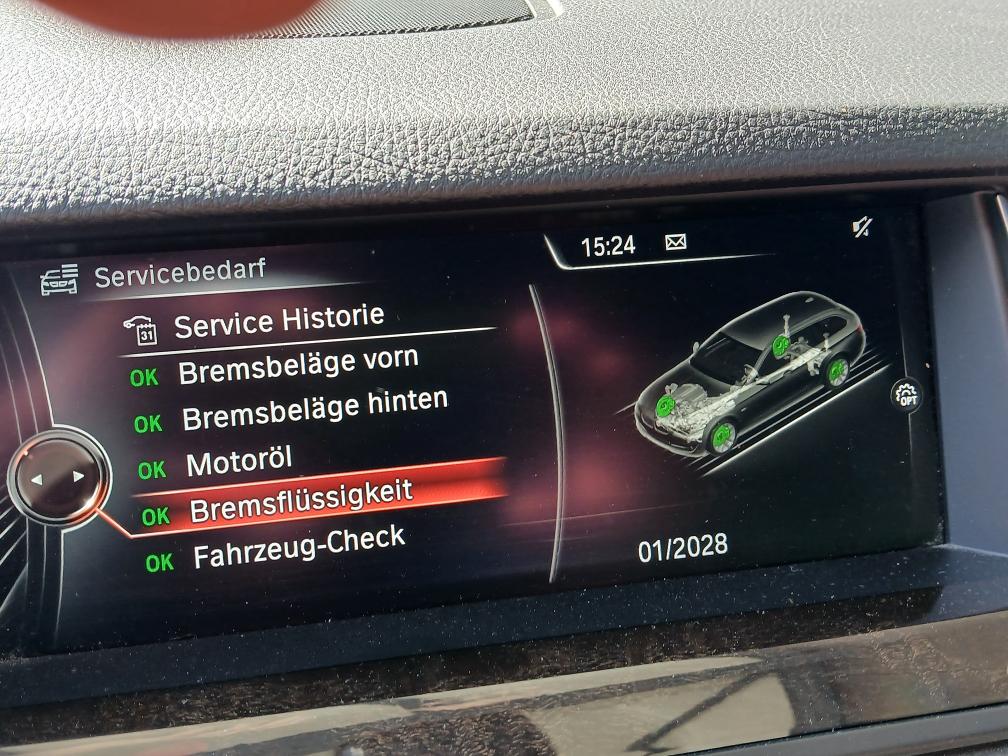 Servicebedarf
15:24
31
Service Historie
OK Bremsbeläge vorn
OK Bremsbeläge hinten
OK Motoröl
OK Bremsflüssigkeit
OK Fahrzeug-Check
OPT
01/2028